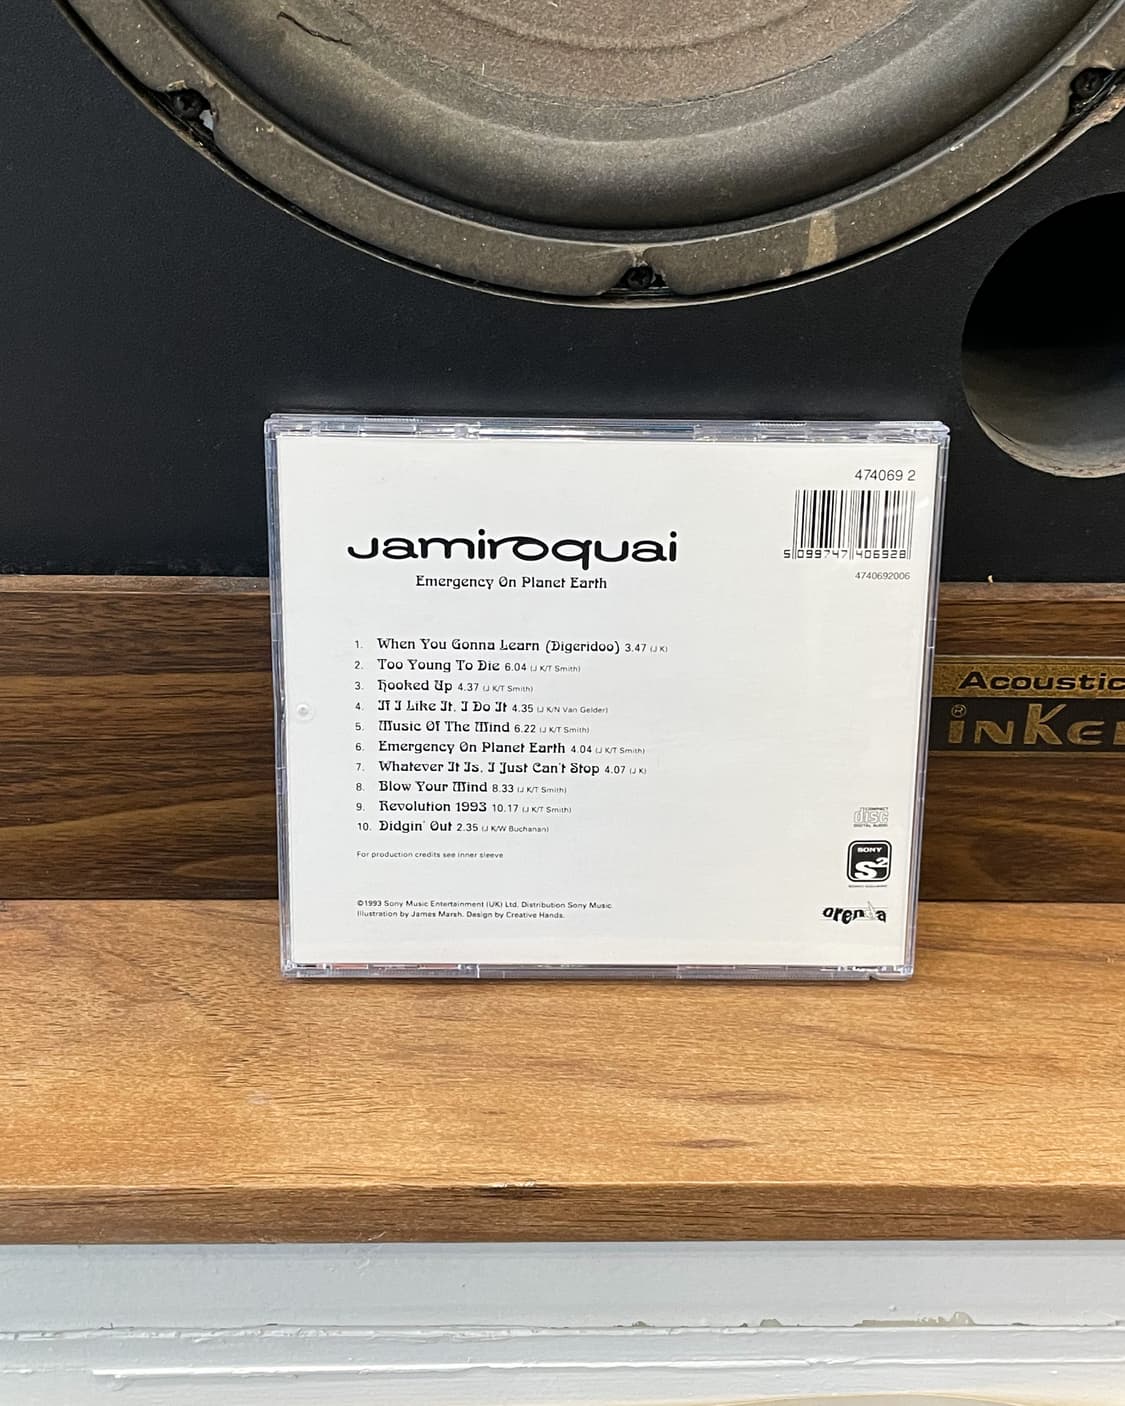 474069 2
5 099747 406928
4740692006
Jamiroquai
Emergency On Planet Earth
1. When You Gonna Learn (Digeridoo) 3.47 (J K)
2. Too Young To Die 6.04 (J K/T Smith)
3. Hooked Up 4.37 (J K/T Smith)
4. If I Like It, I Do It 4.35 (J K/N Van Gelder)
5. Music Of The Mind 6.22 (J K/T Smith)
6. Emergency On Planet Earth 4.04 (J K/T Smith)
7. Whatever It Is, I Just Can't Stop 4.07 (J K)
8. Blow Your Mind 8.33 (J K/T Smith)
9. Revolution 1993 10.17 (J K/T Smith)
10. Didgin' Out 2.35 (J K/W Buchanan)
For production credits see inner sleeve
©1993 Sony Music Entertainment (UK) Ltd. Distribution Sony Music.
Illustration by James Marsh. Design by Creative Hands.
COMPACT
disc
DIGITAL AUDIO
SONY
S2
orenda
Acoustic
®
inKe